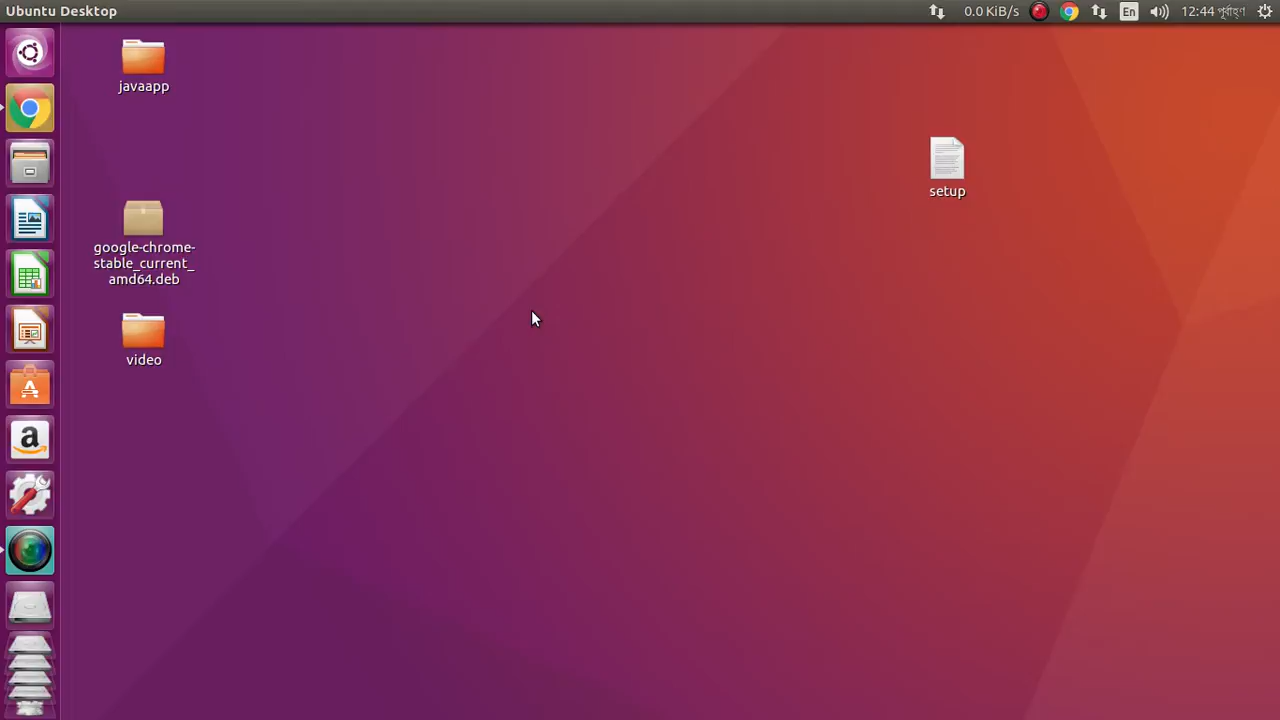 Ubuntu Desktop
0.0 KiB/s
En
12:44 পূর্বাহ্ণ
javaapp
setup
google-chrome-
stable_current_
amd64.deb
video